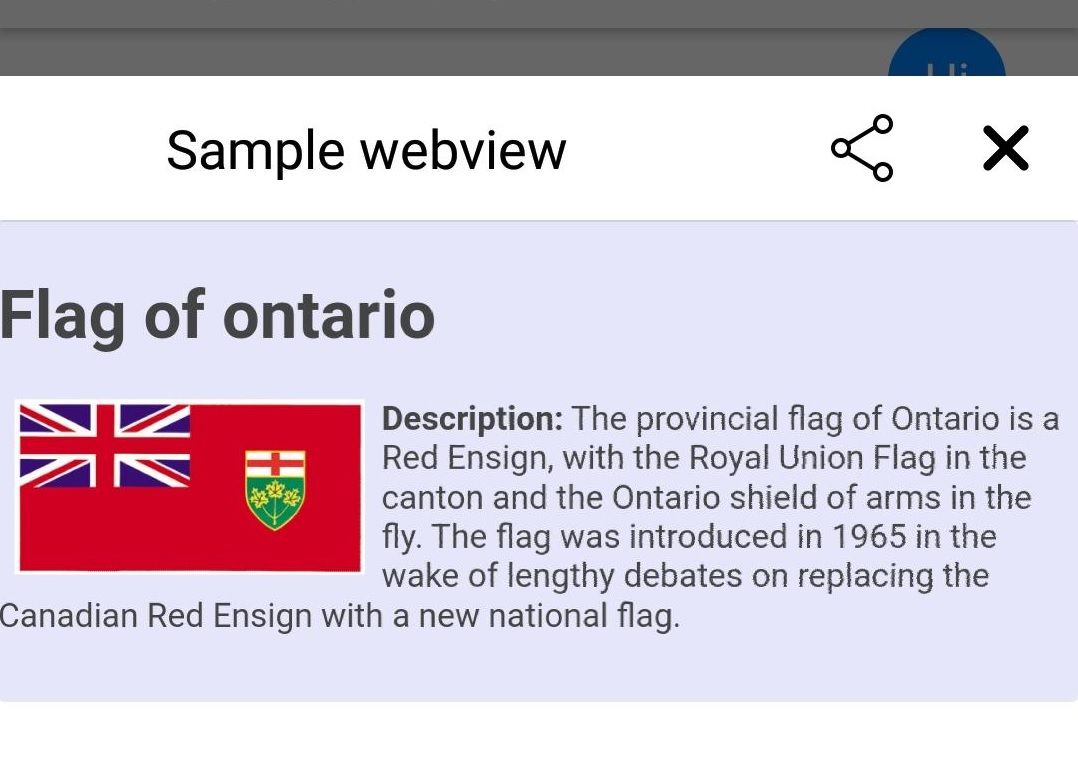 Hi
Sample webview
Flag of ontario
Description: The provincial flag of Ontario is a
Red Ensign, with the Royal Union Flag in the
canton and the Ontario shield of arms in the
fly. The flag was introduced in 1965 in the
wake of lengthy debates on replacing the
Canadian Red Ensign with a new national flag.